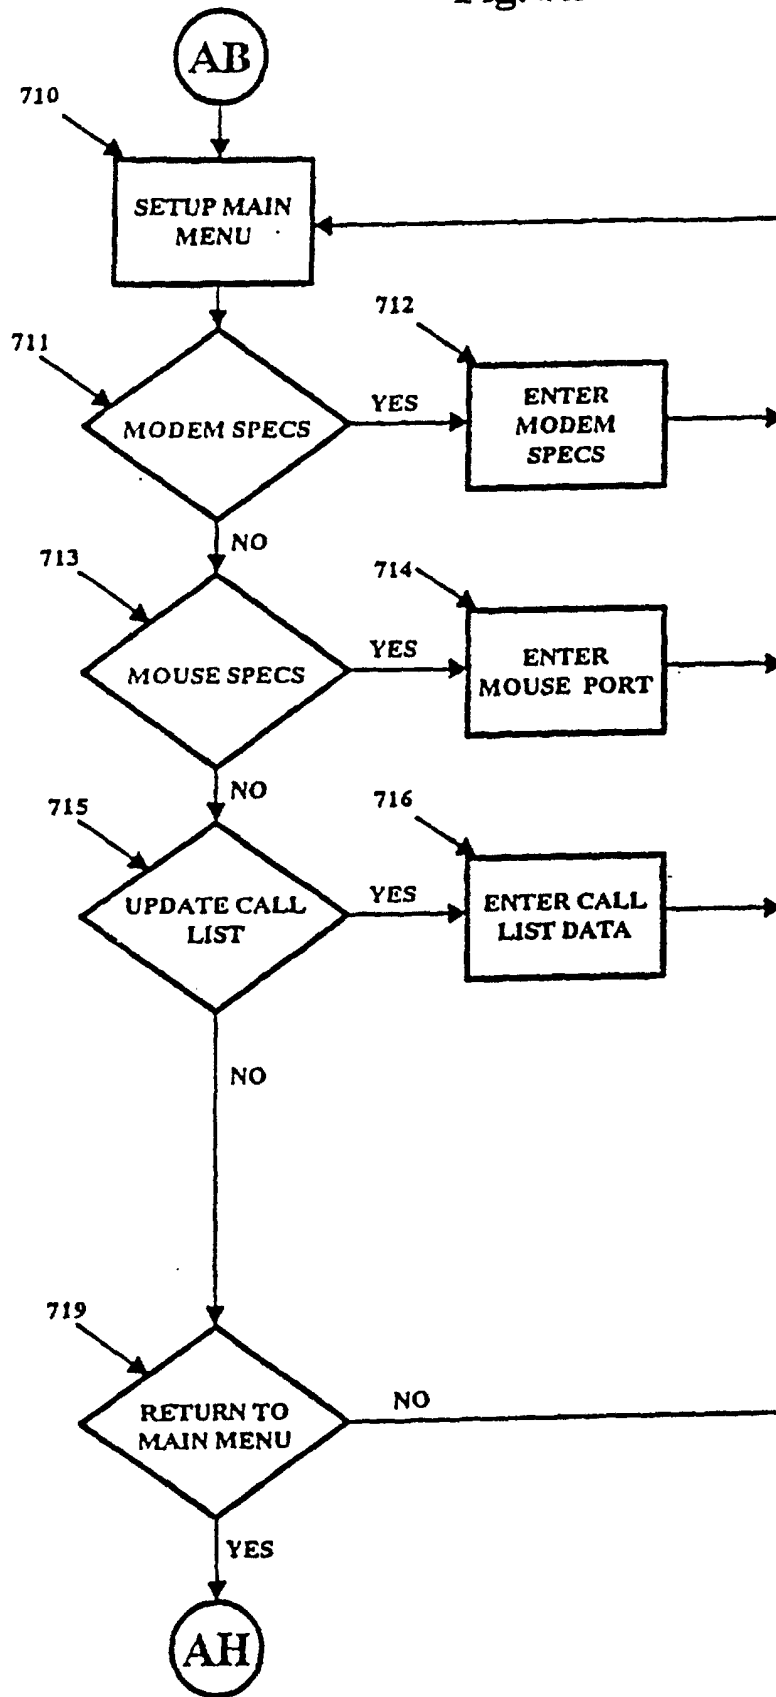 AB
710
SETUP MAIN
MENU
711
MODEM SPECS
YES
712
ENTER
MODEM
SPECS
NO
713
MOUSE SPECS
YES
714
ENTER
MOUSE PORT
NO
715
UPDATE CALL
LIST
YES
716
ENTER CALL
LIST DATA
NO
719
RETURN TO
MAIN MENU
NO
YES
AH